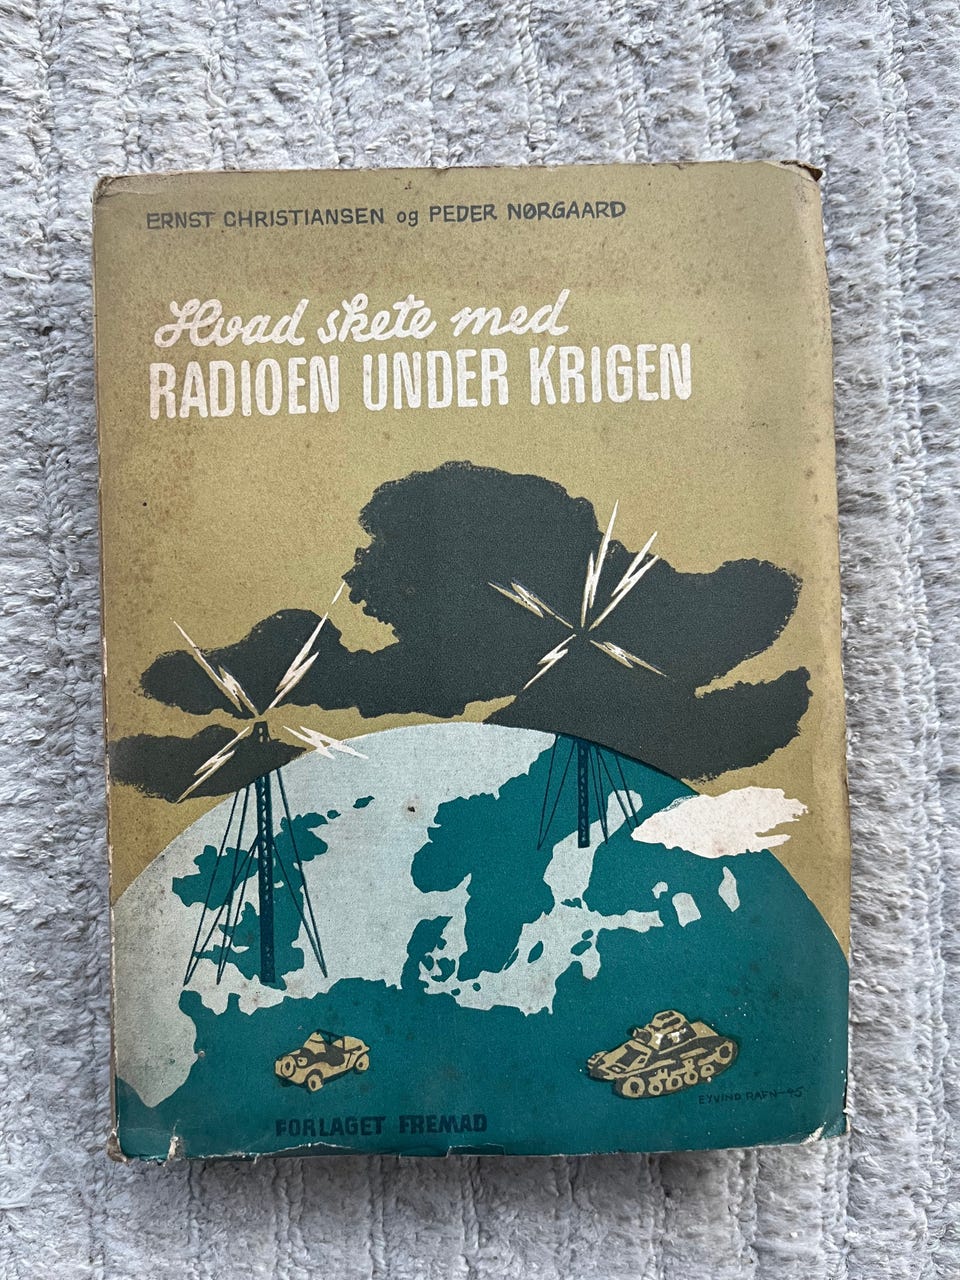 ERNST CHRISTIANSEN og PEDER NØRGAARD
Hvad skete med
RADIOEN UNDER KRIGEN
EYVIND RAFN-45
FORLAGET FREMAD